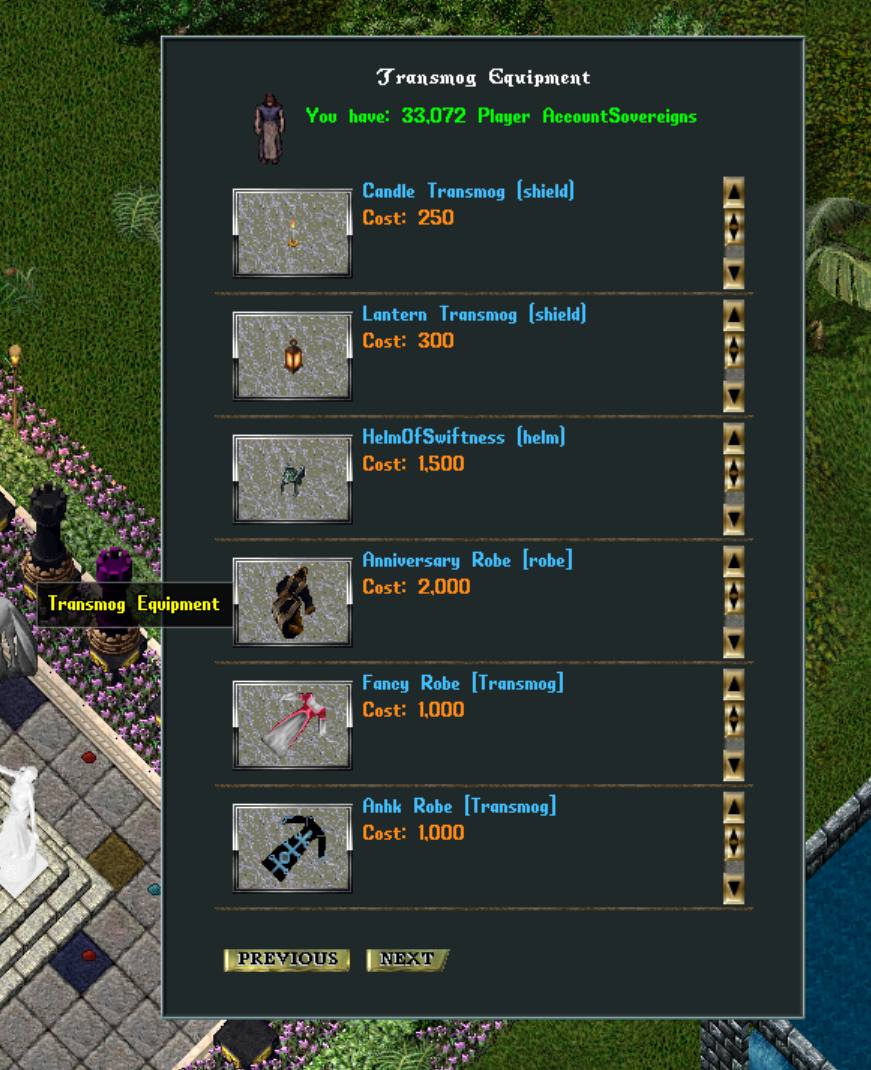 Transmog Equipment
You have: 33,072 Player AccountSovereigns
Candle Transmog (shield)
Cost: 250
Lantern Transmog (shield)
Cost: 300
HelmOfSwiftness (helm)
Cost: 1,500
Anniversary Robe [robe]
Cost: 2,000
Transmog Equipment
Fancy Robe [Transmog]
Cost: 1,000
Anhk Robe [Transmog]
Cost: 1,000
PREVIOUS NEXT